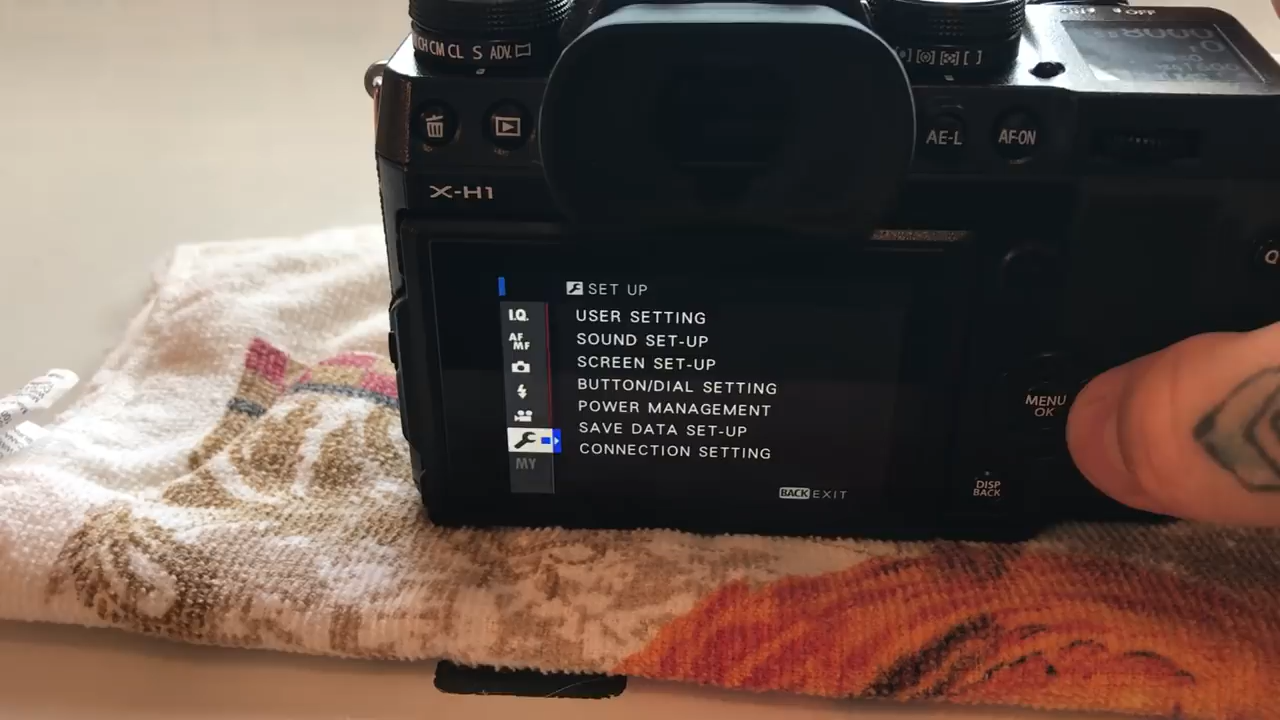 ON OFF
CH CM CL S ADV.
AE-L AF-ON
X-H1
SET UP
I.Q. USER SETTING
AF MF SOUND SET-UP
SCREEN SET-UP
BUTTON/DIAL SETTING
POWER MANAGEMENT
SAVE DATA SET-UP
MY CONNECTION SETTING
BACK EXIT
MENU
OK
DISP
BACK
Q